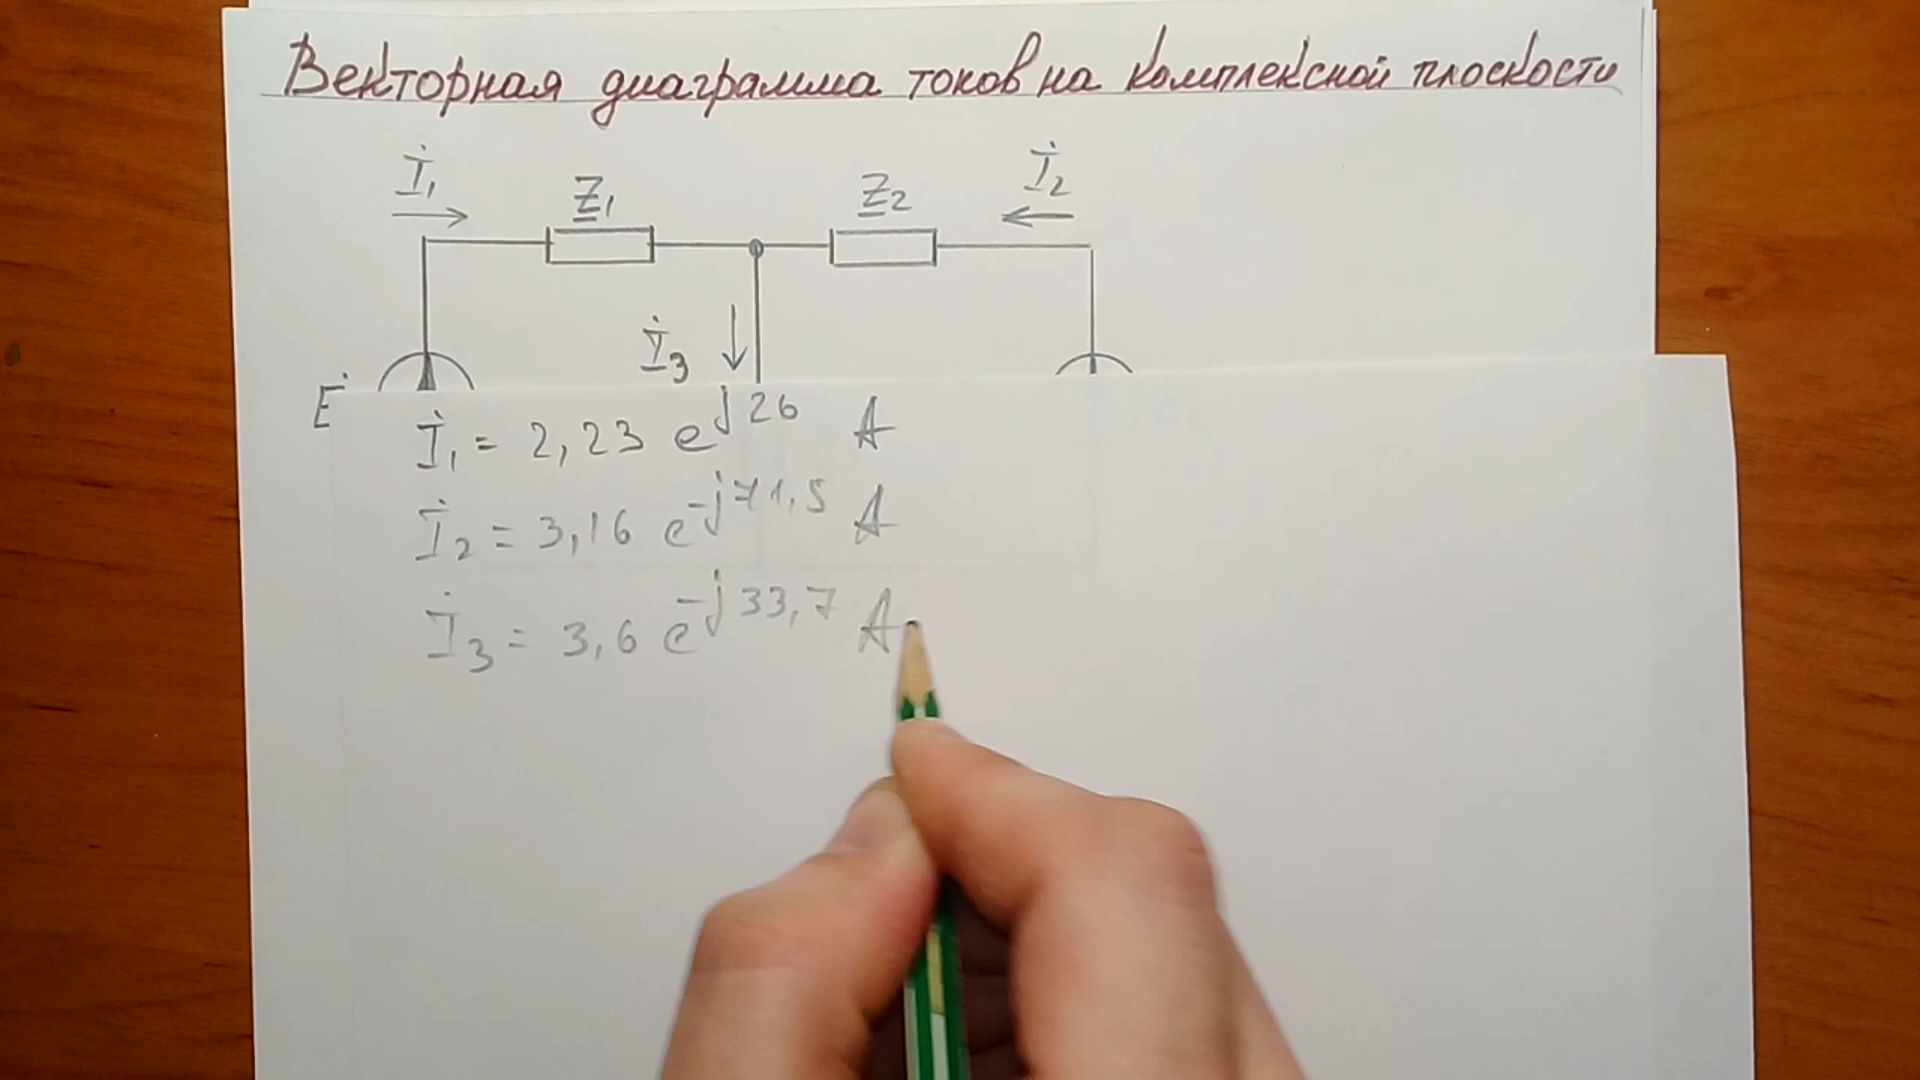 Векторная диаграмма токов на комплексной плоскости
İ₁ Z₁ Z₂ İ₂
İ₃
Ė
İ₁ = 2,23 e^j26 A
İ₂ = 3,16 e^-j71,5 A
İ₃ = 3,6 e^-j33,7 A